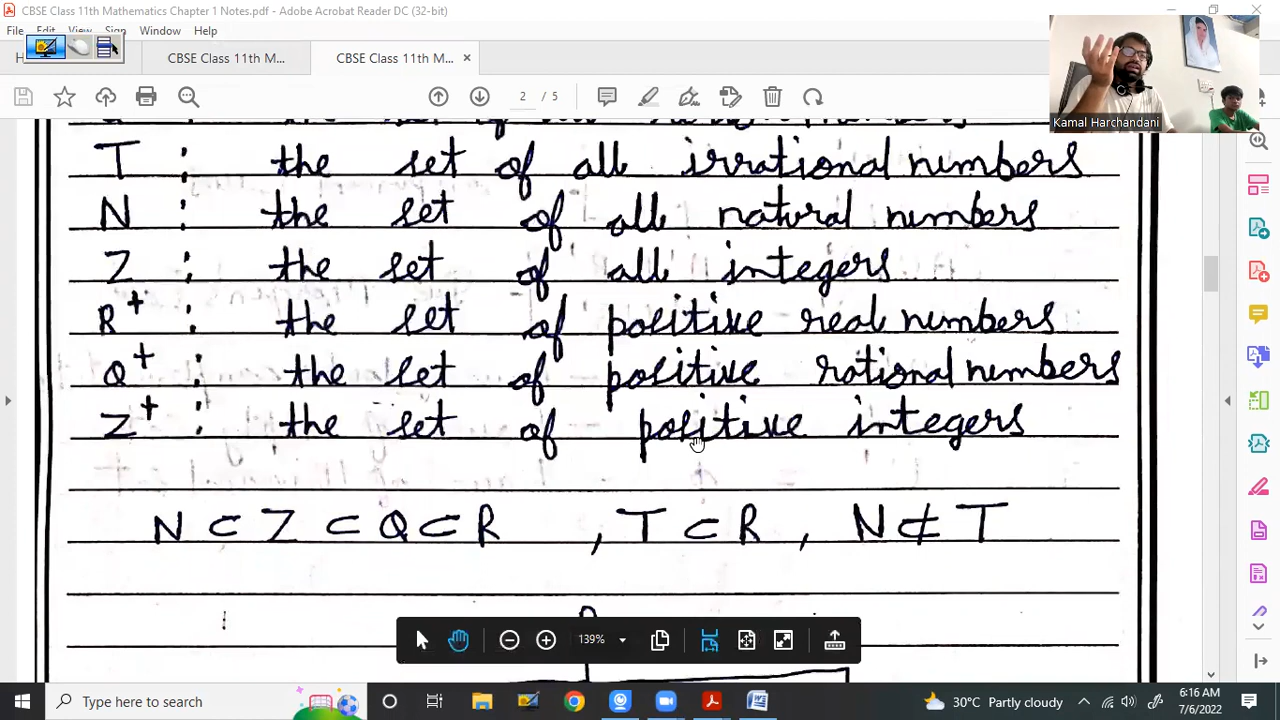 CBSE Class 11th Mathematics Chapter 1 Notes.pdf - Adobe Acrobat Reader DC (32-bit)
File Edit View Sign Window Help
CBSE Class 11th M... CBSE Class 11th M... ×
2 / 5
Kamal Harchandani
T : the set of all irrational numbers
N : the set of all natural numbers
Z : the set of all integers
R+ : the set of positive real numbers
Q+ : the set of positive rational numbers
Z+ : the set of positive integers
N ⊂ Z ⊂ Q ⊂ R , T ⊂ R , N ⊄ T
139%
Type here to search
30°C Partly cloudy
6:16 AM
7/6/2022